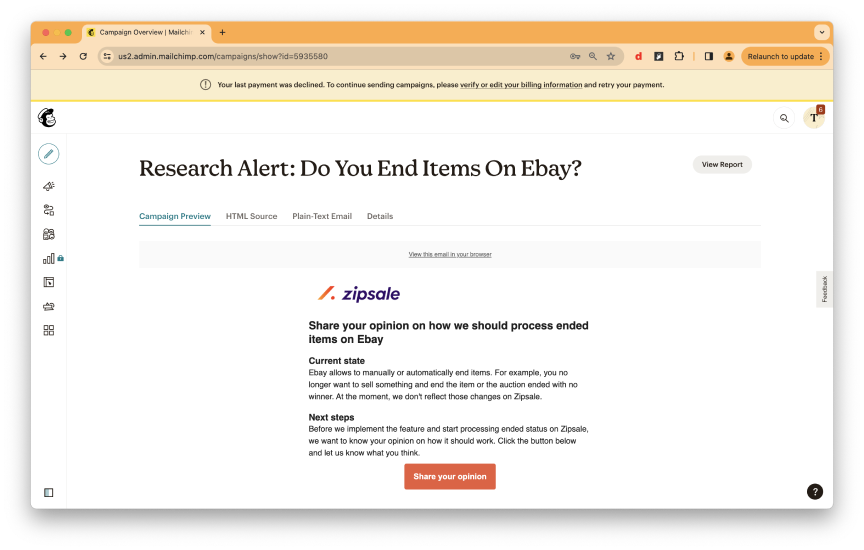 Campaign Overview | Mailchi
us2.admin.mailchimp.com/campaigns/show?id=5935580
Relaunch to update
Your last payment was declined. To continue sending campaigns, please verify or edit your billing information and retry your payment.
T
6
Research Alert: Do You End Items On Ebay?
View Report
Campaign Preview HTML Source Plain-Text Email Details
View this email in your browser
Feedback
zipsale
Share your opinion on how we should process ended
items on Ebay
Current state
Ebay allows to manually or automatically end items. For example, you no
longer want to sell something and end the item or the auction ended with no
winner. At the moment, we don't reflect those changes on Zipsale.
Next steps
Before we implement the feature and start processing ended status on Zipsale,
we want to know your opinion on how it should work. Click the button below
and let us know what you think.
Share your opinion
?